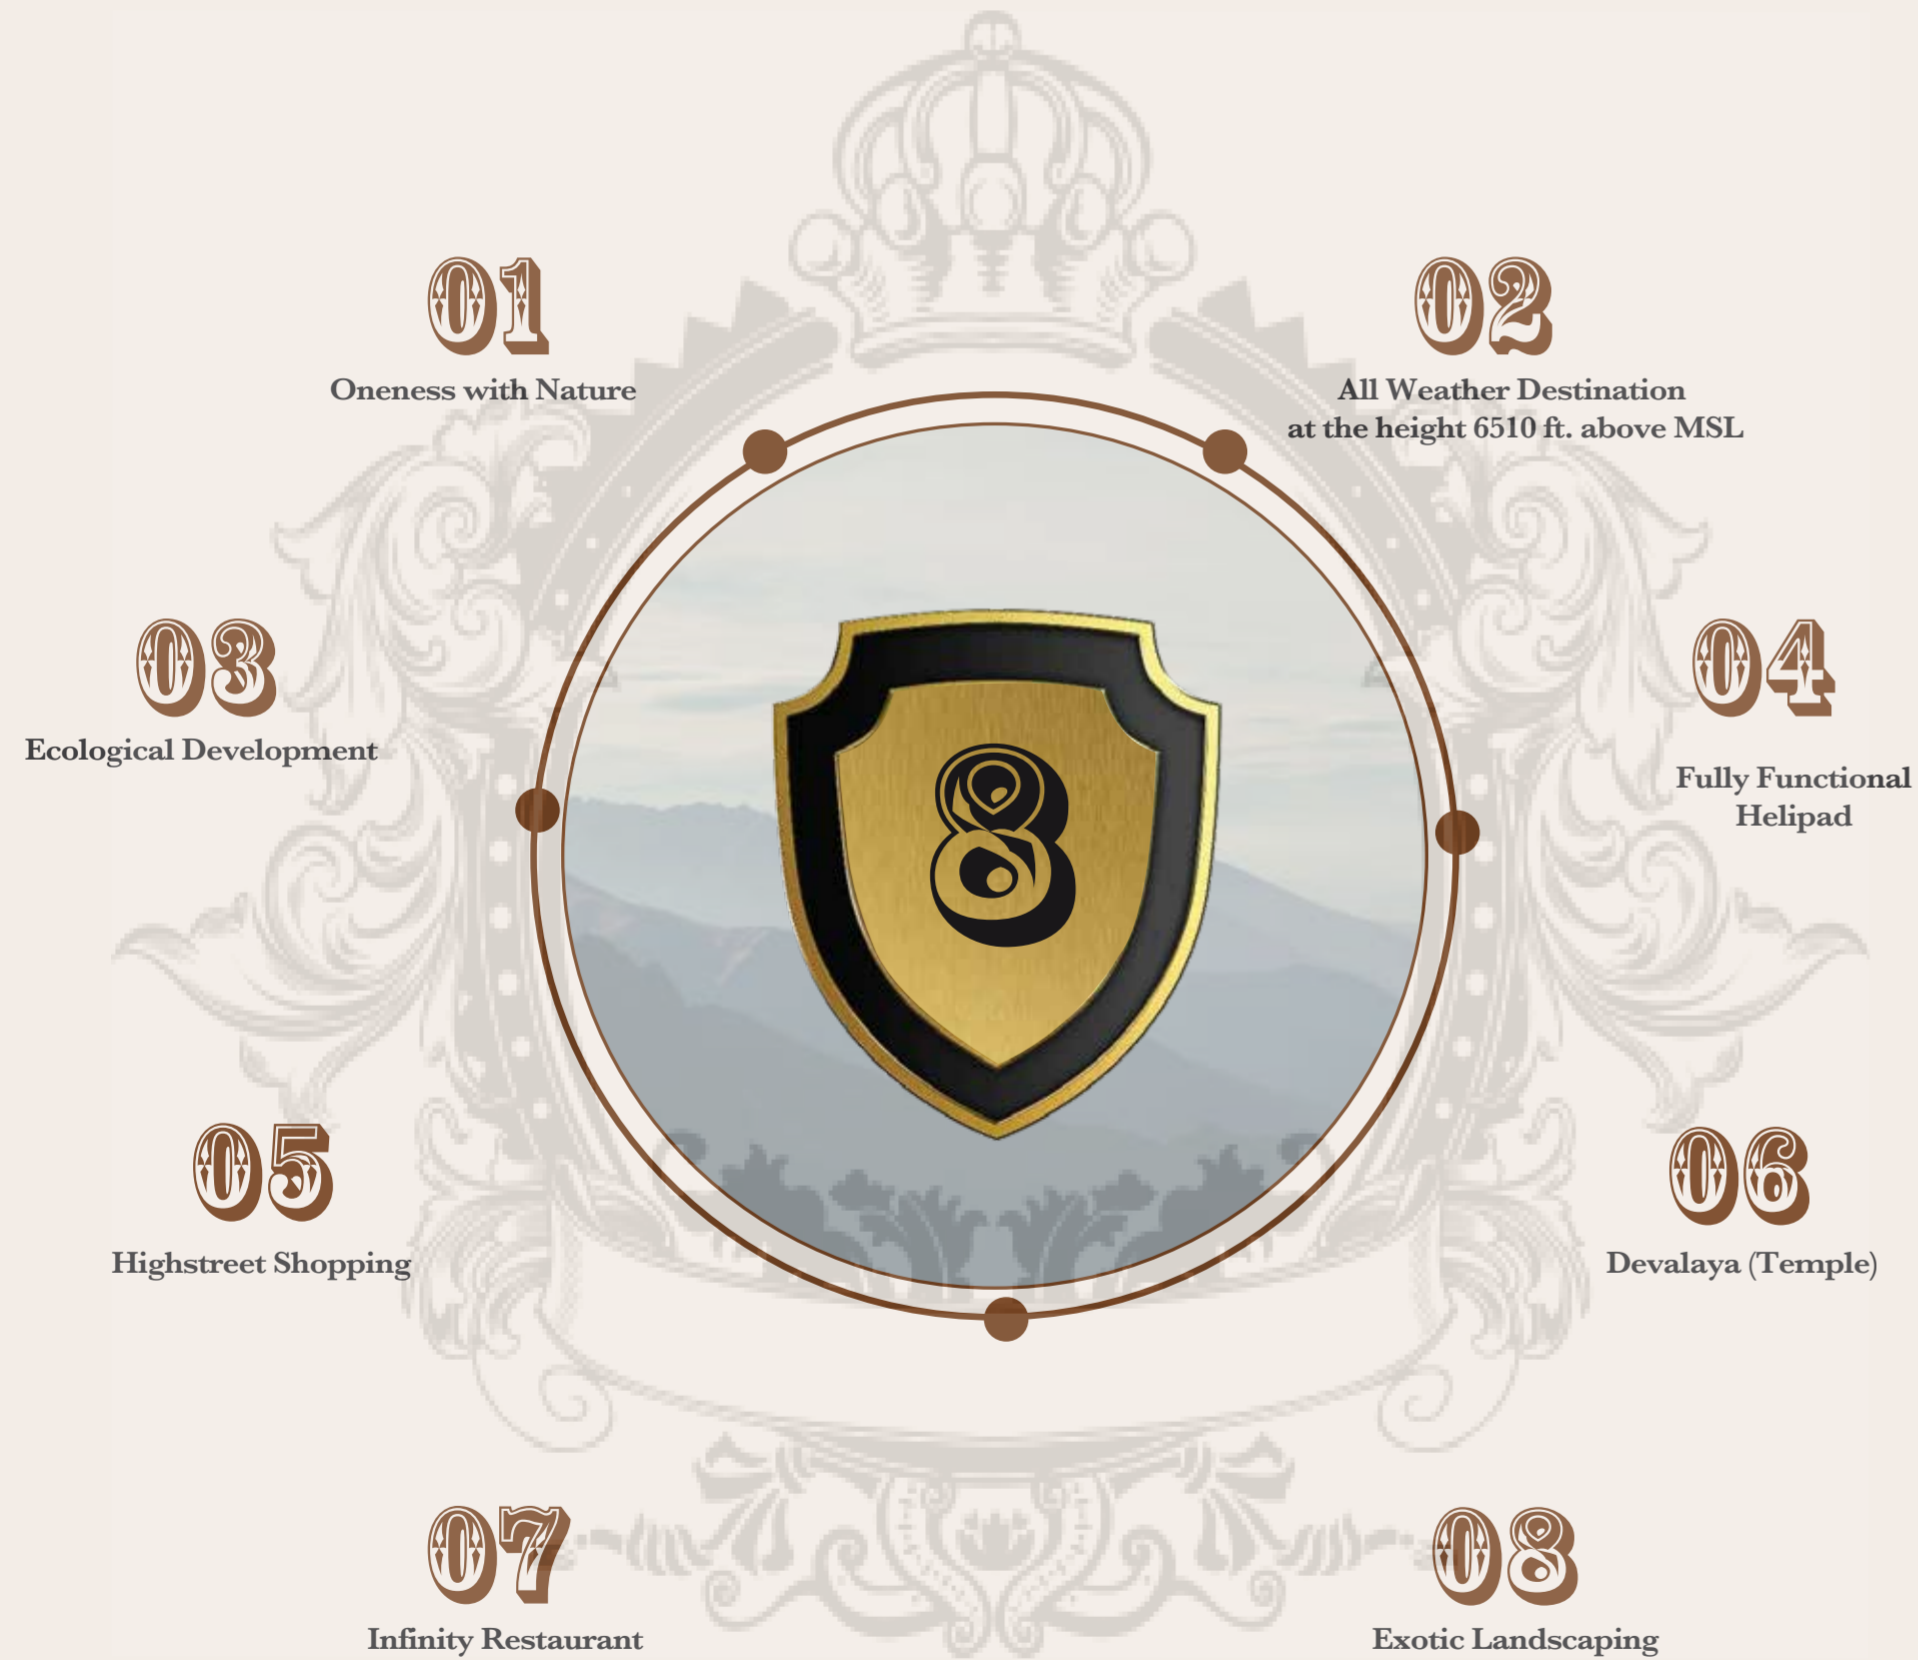 01
Oneness with Nature
02
All Weather Destination
at the height 6510 ft. above MSL
03
Ecological Development
04
Fully Functional
Helipad
8
05
Highstreet Shopping
06
Devalaya (Temple)
07
Infinity Restaurant
08
Exotic Landscaping